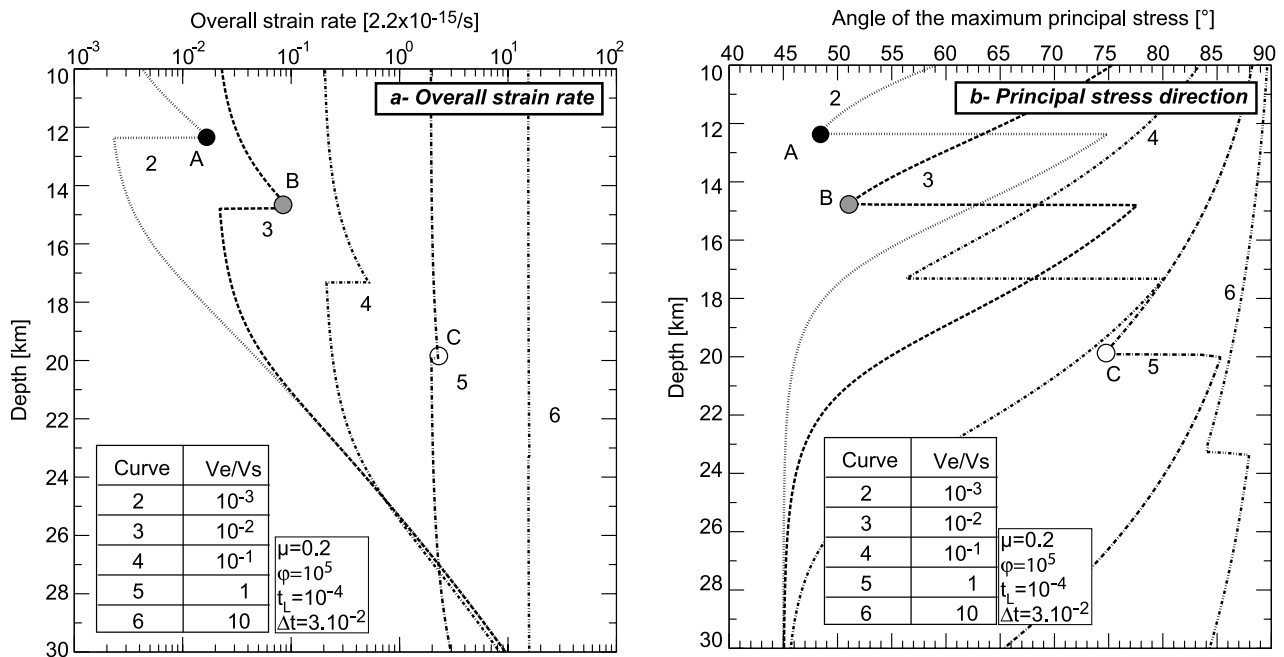 Overall strain rate [2.2x10⁻¹⁵/s]
10⁻³ 10⁻² 10⁻¹ 10⁰ 10¹ 10²
a- Overall strain rate
10
12
14
16
18
20
22
24
26
28
30
Depth [km]
A
2
B
3
4
C
5
6
Curve Ve/Vs
2 10⁻³
3 10⁻²
4 10⁻¹
5 1
6 10
μ=0.2
φ=10⁵
t_L=10⁻⁴
Δt=3.10⁻²
Angle of the maximum principal stress [°]
40 45 50 55 60 65 70 75 80 84 90
b- Principal stress direction
10
12
14
16
18
20
22
24
26
28
30
Depth [km]
2
A
4
3
B
6
C
5
Curve Ve/Vs
2 10⁻³
3 10⁻²
4 10⁻¹
5 1
6 10
μ=0.2
φ=10⁵
t_L=10⁻⁴
Δt=3.10⁻²